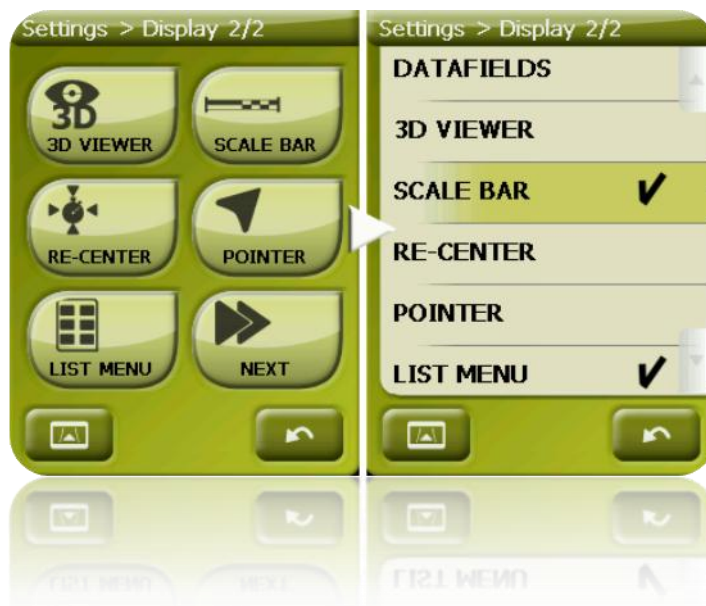 Settings > Display 2/2
3D
3D VIEWER
SCALE BAR
RE-CENTER
POINTER
LIST MENU
NEXT
Settings > Display 2/2
DATAFIELDS
3D VIEWER
SCALE BAR
RE-CENTER
POINTER
LIST MENU